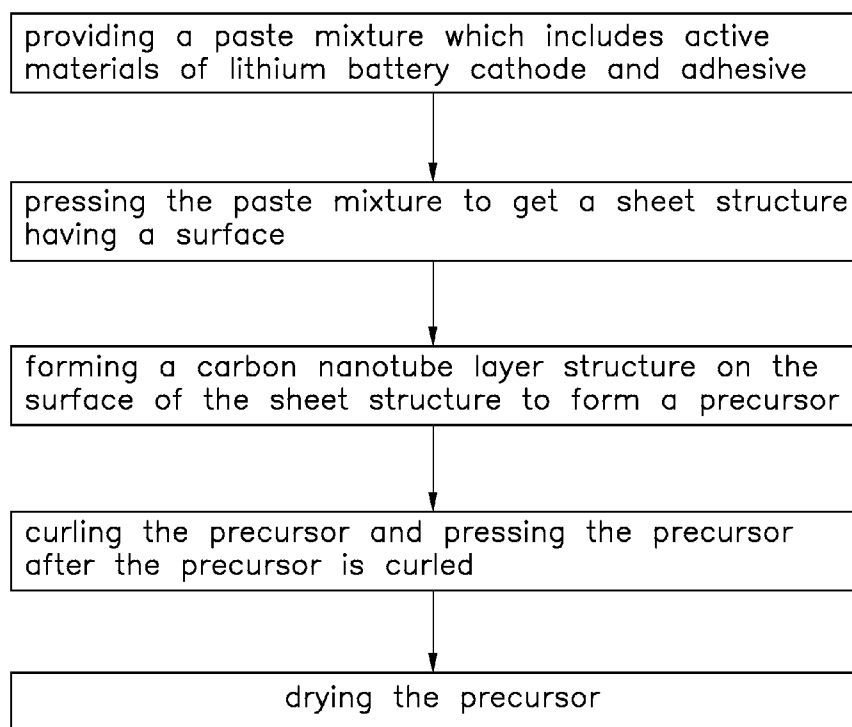 providing a paste mixture which includes active
materials of lithium battery cathode and adhesive
pressing the paste mixture to get a sheet structure
having a surface
forming a carbon nanotube layer structure on the
surface of the sheet structure to form a precursor
curling the precursor and pressing the precursor
after the precursor is curled
drying the precursor